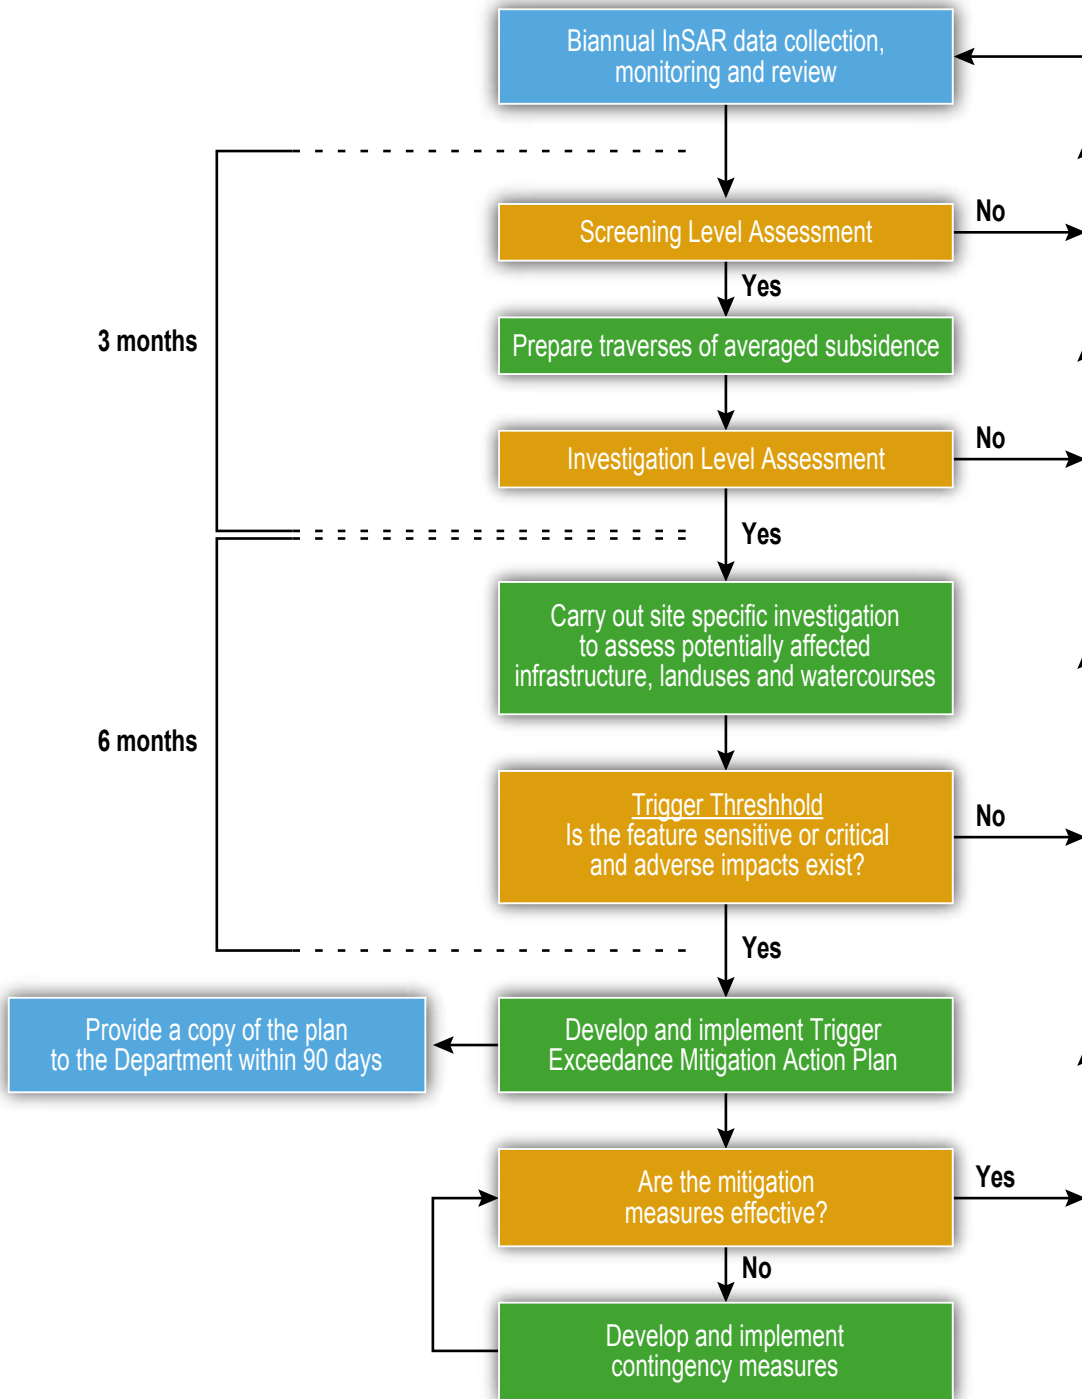 Biannual InSAR data collection,
monitoring and review
Screening Level Assessment
No
Yes
3 months
Prepare traverses of averaged subsidence
Investigation Level Assessment
No
Yes
Carry out site specific investigation
to assess potentially affected
infrastructure, landuses and watercourses
6 months
Trigger Threshhold
Is the feature sensitive or critical
and adverse impacts exist?
No
Yes
Provide a copy of the plan
to the Department within 90 days
Develop and implement Trigger
Exceedance Mitigation Action Plan
Are the mitigation
measures effective?
Yes
No
Develop and implement
contingency measures